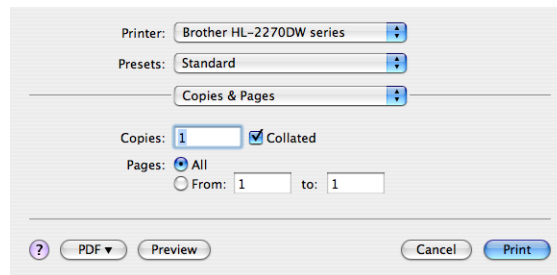 Printer: Brother HL-2270DW series
Presets: Standard
Copies & Pages
Copies: 1 Collated
Pages: All
From: 1 to: 1
? PDF Preview Cancel Print